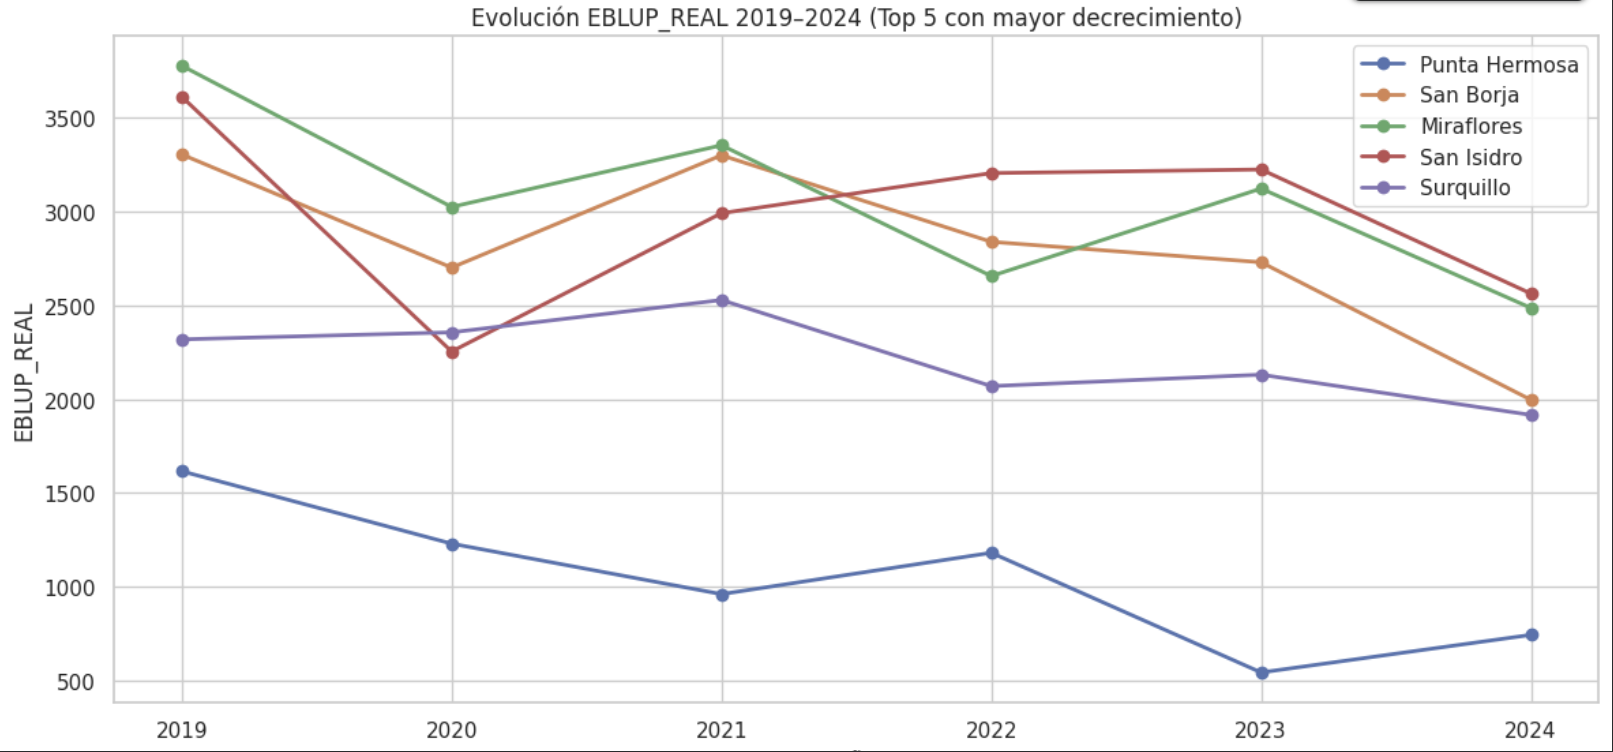 Evolución EBLUP_REAL 2019–2024 (Top 5 con mayor decrecimiento)
Punta Hermosa
San Borja
Miraflores
San Isidro
Surquillo
EBLUP_REAL
3500
3000
2500
2000
1500
1000
500
2019 2020 2021 2022 2023 2024